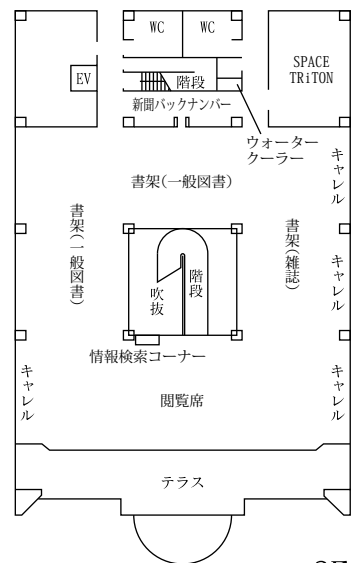 WC
WC
SPACE
TRiTON
EV
階段
新聞バックナンバー
ウォーター
クーラー
キャレル
書架(一般図書)
書架(一般図書)
書架(雑誌)
階段
吹抜
キャレル
情報検索コーナー
キャレル
閲覧席
キャレル
テラス